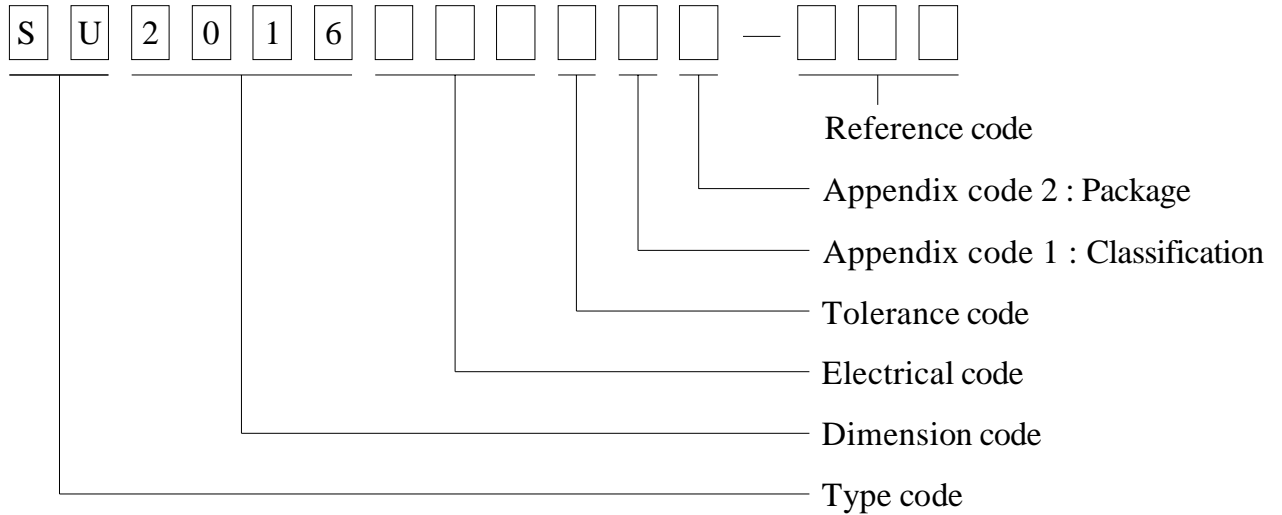 S U 2 0 1 6 —
Reference code
Appendix code 2 : Package
Appendix code 1 : Classification
Tolerance code
Electrical code
Dimension code
Type code